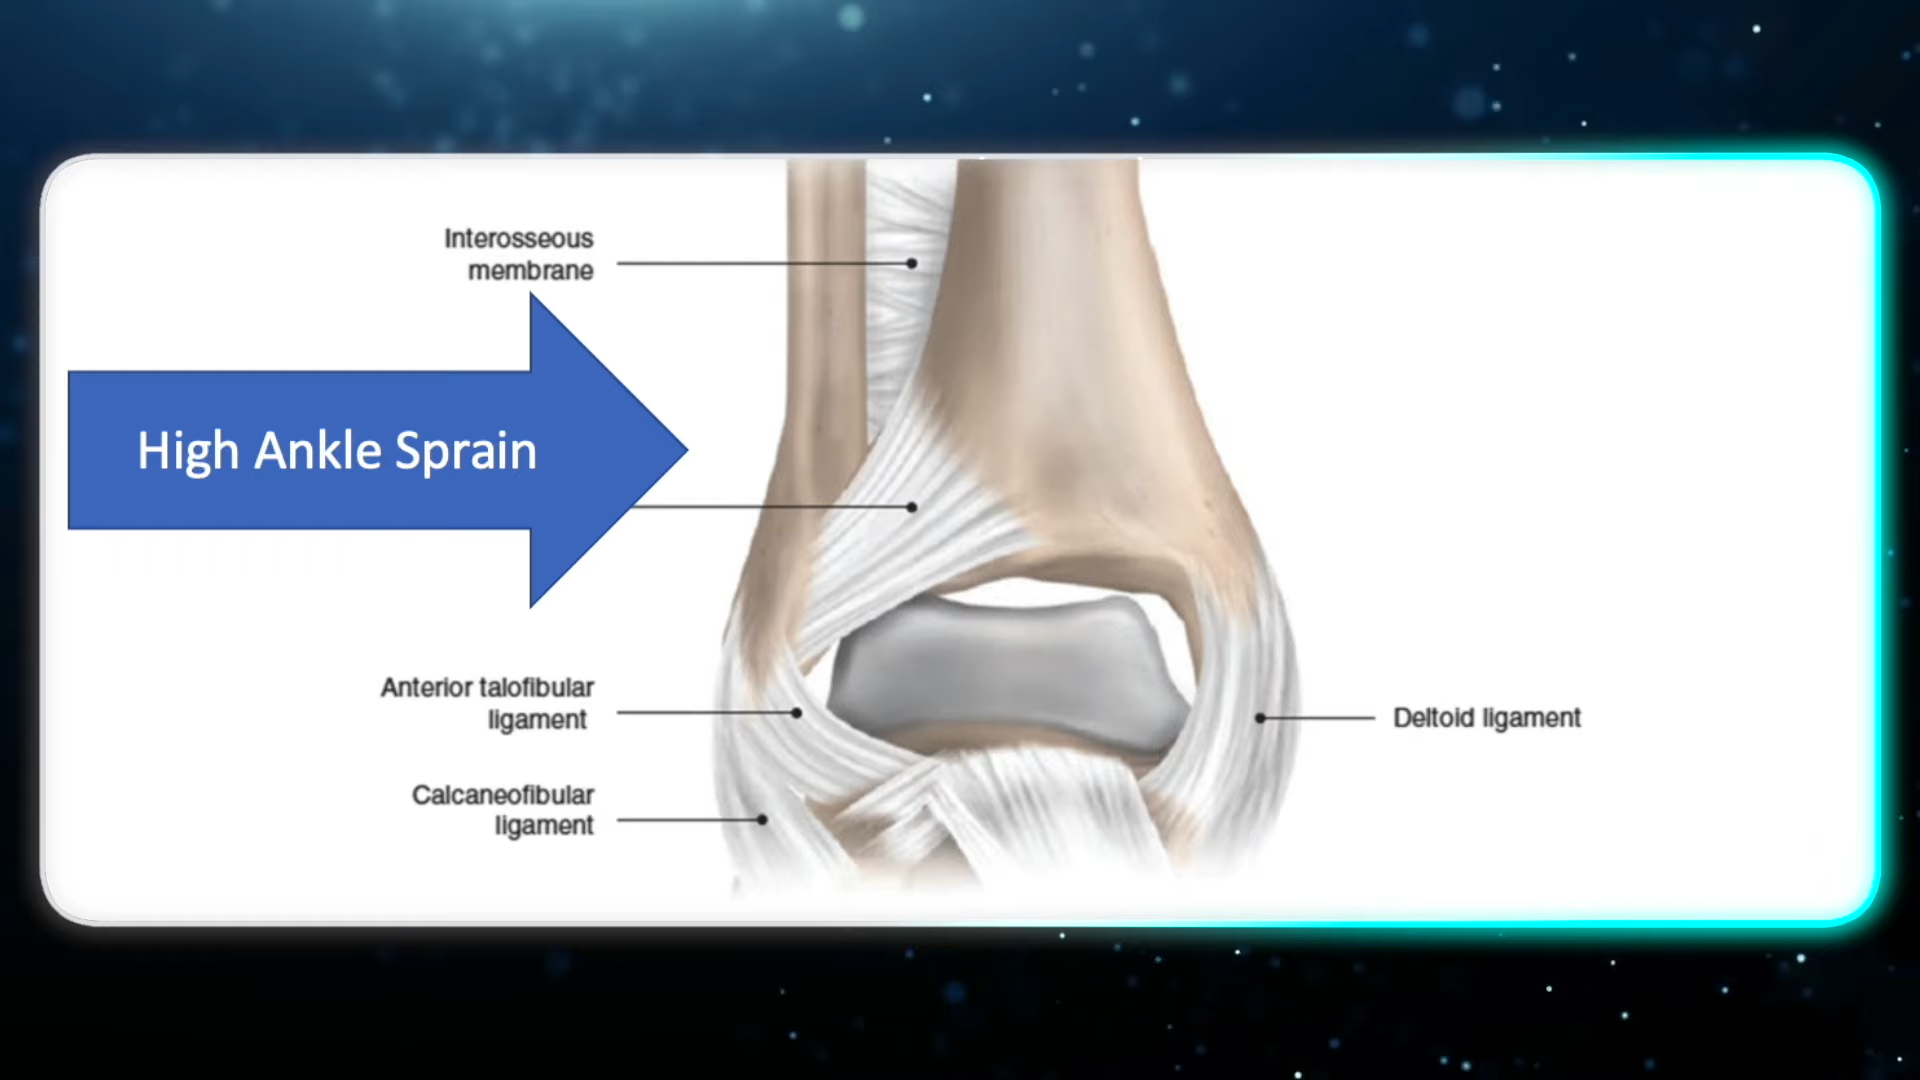 Interosseous
membrane
High Ankle Sprain
Anterior talofibular
ligament
Deltoid ligament
Calcaneofibular
ligament